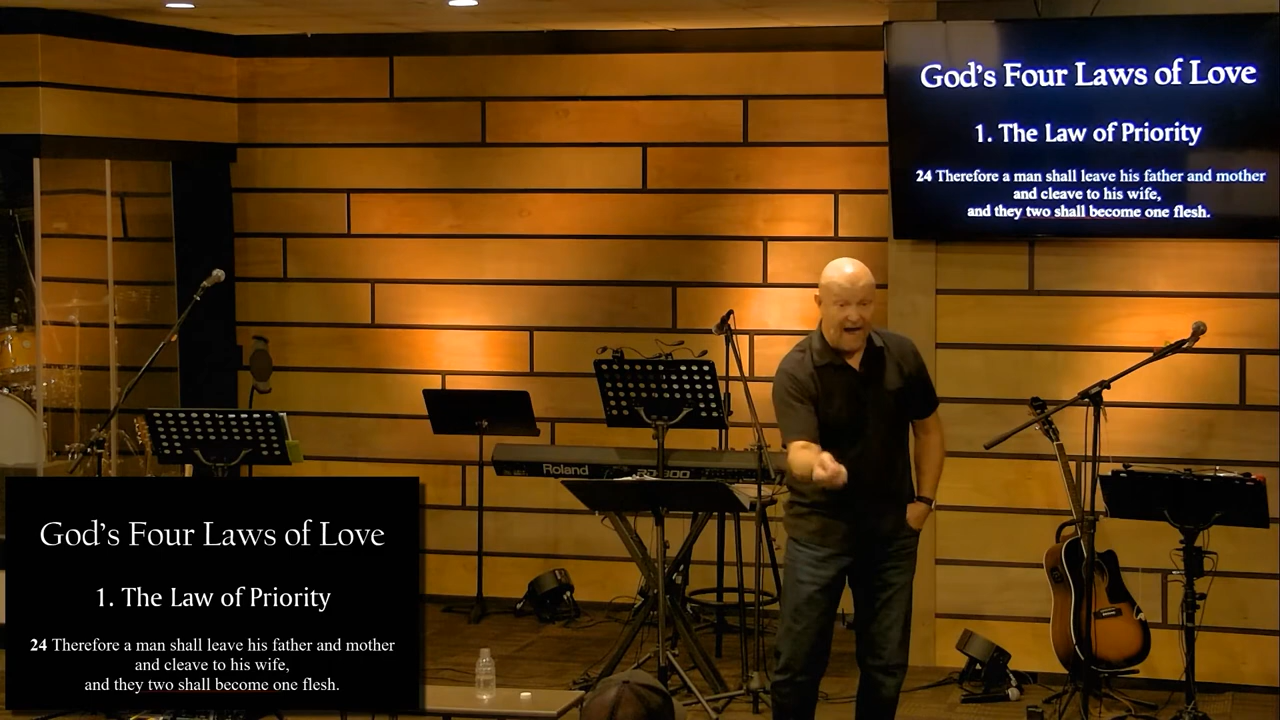 God's Four Laws of Love
1. The Law of Priority
24 Therefore a man shall leave his father and mother
and cleave to his wife,
and they two shall become one flesh.
Roland
RD-800
God's Four Laws of Love
1. The Law of Priority
24 Therefore a man shall leave his father and mother
and cleave to his wife,
and they two shall become one flesh.